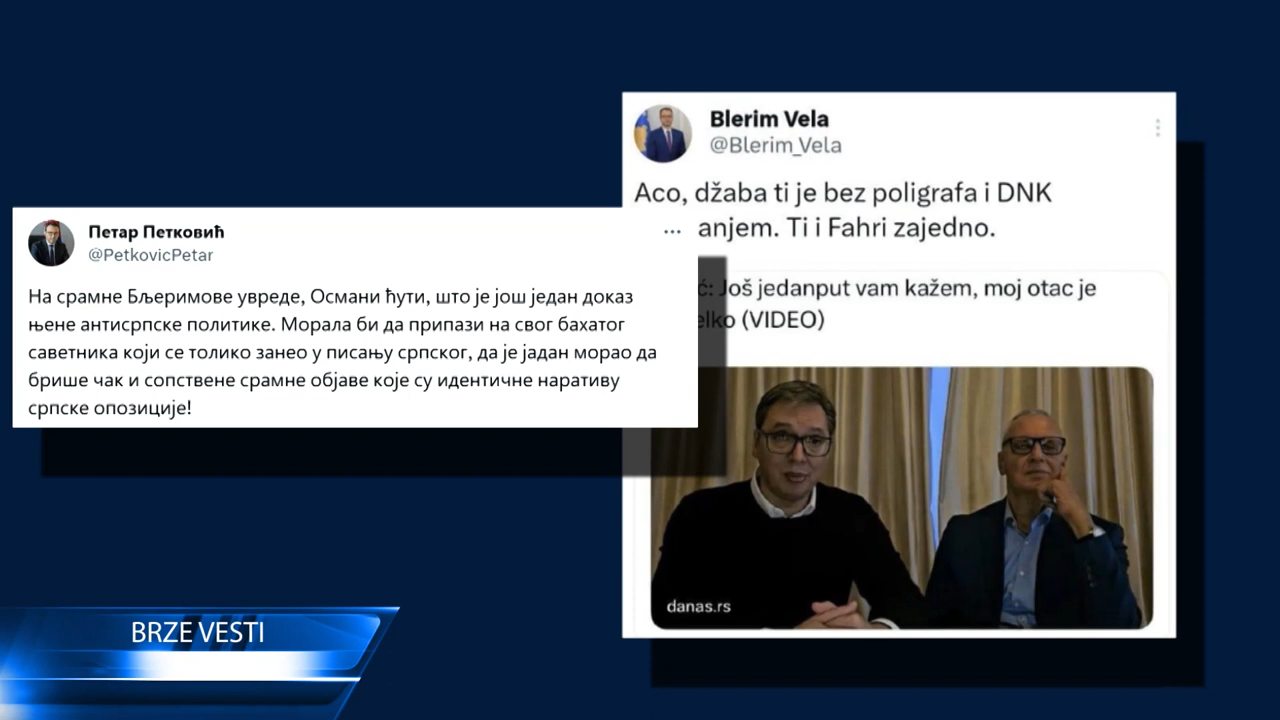 Петар Петковић
@PetkovicPetar
На срамне Бљеримове увреде, Османи ћути, што је још један доказ
њене антисрпске политике. Морала би да припази на свог бахатог
саветника који се толико занео у писању српског, да је јадан морао да
брише чак и сопствене срамне објаве које су идентичне наративу
српске опозиције!
Blerim Vela
@Blerim_Vela
Aco, džaba ti je bez poligrafa i DNK
... anjem. Ti i Fahri zajedno.
ć: Još jedanput vam kažem, moj otac je
elko (VIDEO)
danas.rs
BRZE VESTI